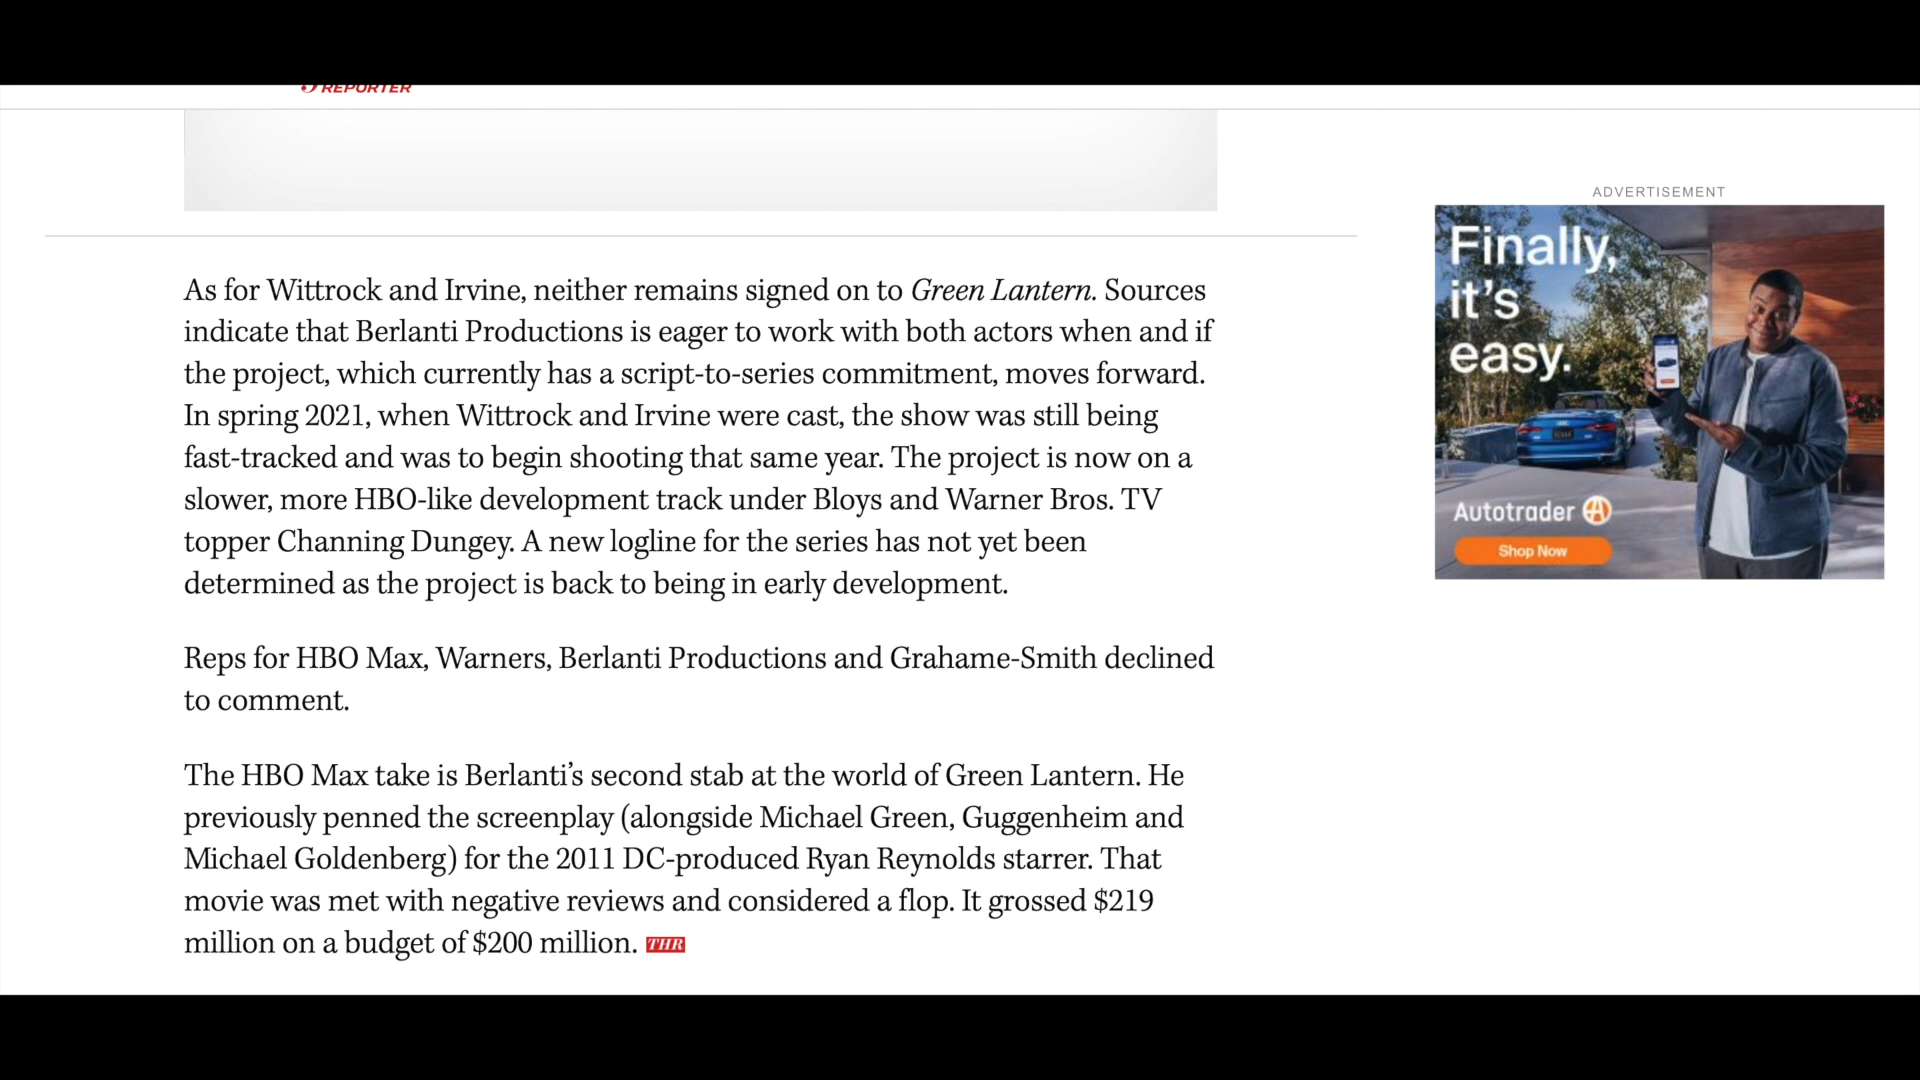 REPORTER
ADVERTISEMENT
Finally,
it's
easy.
Autotrader
Shop Now
As for Wittrock and Irvine, neither remains signed on to Green Lantern. Sources
indicate that Berlanti Productions is eager to work with both actors when and if
the project, which currently has a script-to-series commitment, moves forward.
In spring 2021, when Wittrock and Irvine were cast, the show was still being
fast-tracked and was to begin shooting that same year. The project is now on a
slower, more HBO-like development track under Bloys and Warner Bros. TV
topper Channing Dungey. A new logline for the series has not yet been
determined as the project is back to being in early development.
Reps for HBO Max, Warners, Berlanti Productions and Grahame-Smith declined
to comment.
The HBO Max take is Berlanti’s second stab at the world of Green Lantern. He
previously penned the screenplay (alongside Michael Green, Guggenheim and
Michael Goldenberg) for the 2011 DC-produced Ryan Reynolds starrer. That
movie was met with negative reviews and considered a flop. It grossed $219
million on a budget of $200 million. THR